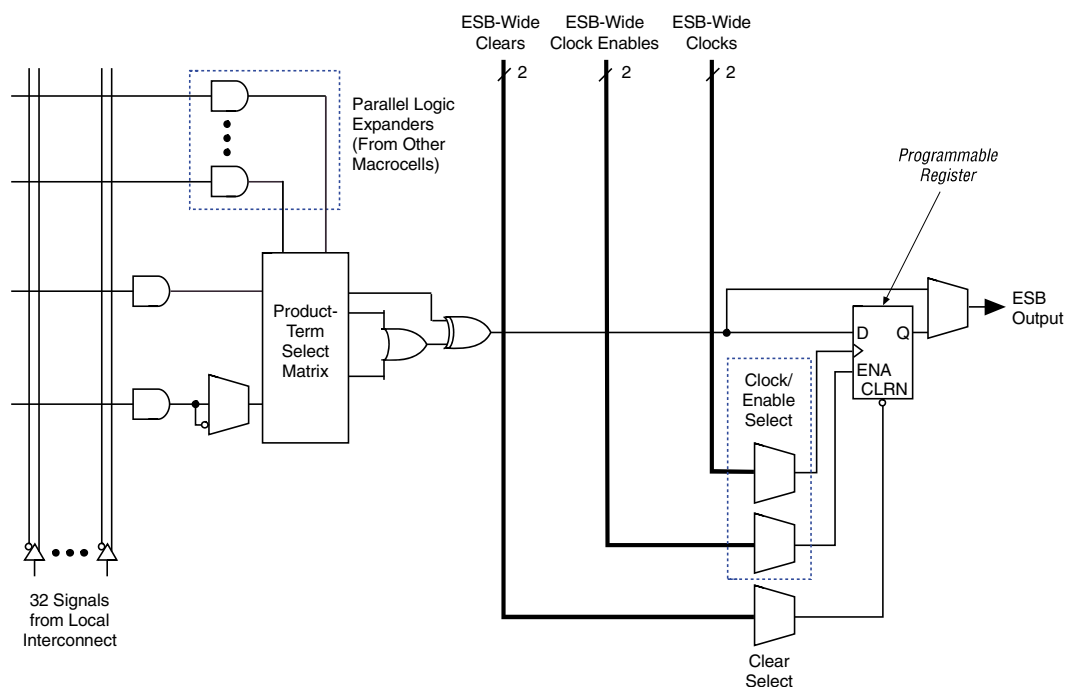 ESB-Wide
Clears
ESB-Wide
Clock Enables
ESB-Wide
Clocks
2
2
2
Parallel Logic
Expanders
(From Other
Macrocells)
Programmable
Register
Product-
Term
Select
Matrix
ESB
Output
D
Q
ENA
CLRN
Clock/
Enable
Select
32 Signals
from Local
Interconnect
Clear
Select